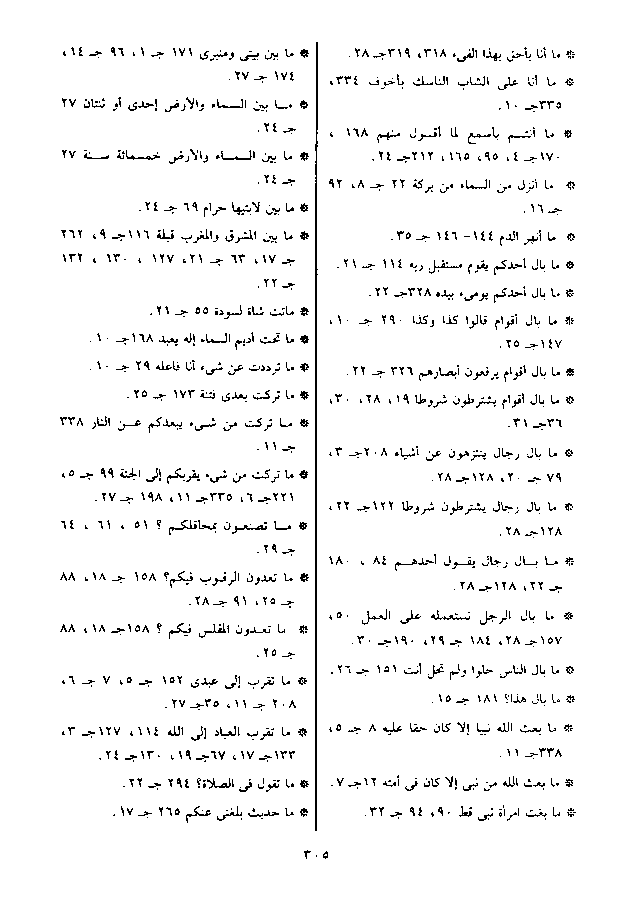 * ما أنا بأحق بهذا الفىء ٣١٨، ٣١٩جـ ٢٨.
* ما أنا على الشاب الناسك بأخوف ٣٣٤،
٣٣٥جـ ١٠.
* ما أنتم بأسمع لما أقول منهم ١٦٨ ،
١٧٠جـ ٤، ٩٥، ١٦٥، ٢١٢جـ ٢٤.
* ما أنزل من السماء من بركة ٢٢ جـ ٨، ٩٢
جـ ١٦.
* ما أنهر الدم ١٤٤- ١٤٦ جـ ٣٥.
* ما بال أحدكم يقوم مستقبل ربه ١١٤ جـ ٢١.
* ما بال أحدكم يومىء بيده ٣٢٨جـ ٢٢.
* ما بال أقوام قالوا كذا وكذا ٢٩٠ جـ ١٠،
١٤٧جـ ٢٥.
* ما بال أقوام يرفعون أبصارهم ٣٢٦ جـ ٢٢.
* ما بال أقوام يشترطون شروطا ١٩، ٢٨، ٣٠،
٣٦جـ ٣١.
* ما بال رجال يتنزهون عن أشياء ٢٠٨جـ ٣،
٧٩ جـ ٢٠، ١٢٨جـ ٢٨.
* ما بال رجال يشترطون شروطا ١٢٢جـ ٢٢،
١٢٨جـ ٢٨.
* ما بال رجال يقول أحدهم ٨٤ ، ١٨٠
جـ ٢٢، ١٢٨جـ ٢٨.
* ما بال الرجل نستعمله على العمل ٥٠،
١٥٧جـ ٢٨، ١٨٤ جـ ٢٩، ١٩٠جـ ٣٠.
* ما بال الناس حلوا ولم تحل أنت ١٥١ جـ ٢٦.
* ما بال هذا؟ ١٨١ جـ ١٥.
* ما بعث الله نبيا إلا كان حقا عليه ٨ جـ ٥،
٣٣٨جـ ١١.
* ما بعث الله من نبى إلا كان فى أمته ١٢جـ ٧.
* ما بغت امرأة نبى قط ٩٠، ٩٤ جـ ٣٢.
* ما بين بيتى ومنبرى ١٧١ جـ ١، ٩٦ جـ ١٤،
١٧٤ جـ ٢٧.
* ما بين السماء والأرض إحدى أو ثنتان ٢٧
جـ ٢٤.
* ما بين السماء والأرض خمسمائة سنة ٢٧
جـ ٢٤.
* ما بين لابتيها حرام ٦٩ جـ ٢٤.
* ما بين المشرق والمغرب قبلة ١١٦جـ ٩، ٢٦٢
جـ ١٧، ٦٣ جـ ٢١، ١٢٧ ، ١٣٠ ، ١٣٢
جـ ٢٢.
* ماتت شاة لسودة ٥٥ جـ ٢١.
* ما تحت أديم السماء إله يعبد ١٦٨جـ ١٠.
* ما ترددت عن شىء أنا فاعله ٢٩ جـ ١٠.
* ما تركت بعدى فتنة ١٧٣ جـ ٢٥.
* ما تركت من شىء يبعدكم عن النار ٣٣٨
جـ ١١.
* ما تركت من شىء يقربكم إلى الجنة ٩٩ جـ ٥،
٢٢١جـ ٦، ٣٣٥جـ ١١، ١٩٨ جـ ٢٧.
* ما تصنعون بمحاقلكم ؟ ٥١ ، ٦١ ، ٦٤
جـ ٢٩.
* ما تعدون الرقوب فيكم؟ ١٥٨ جـ ١٨، ٨٨
جـ ٢٥، ٩١ جـ ٢٨.
* ما تعدون المفلس فيكم ؟ ١٥٨جـ ١٨، ٨٨
جـ ٢٥.
* ما تقرب إلى عبدى ١٥٢ جـ ٥، ٧ جـ ٦،
٢٠٨ جـ ١١، ٣٥جـ ٢٧.
* ما تقرب العباد إلى الله ١١٤، ١٢٧جـ ٣،
١٣٣جـ ١٧، ٦٧جـ ١٩، ١٣٠جـ ٢٤.
* ما تقول فى الصلاة؟ ٢٩٤ جـ ٢٢.
* ما حديث بلغنى عنكم ٢٦٥ جـ ١٧.
٣٠٥